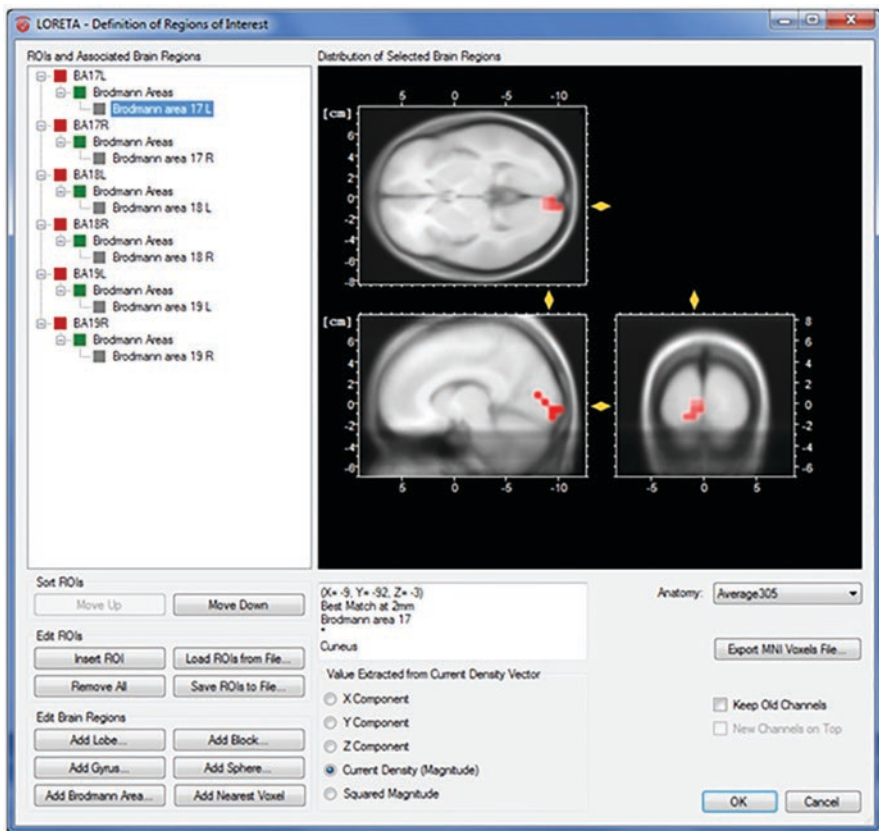 LORETA - Definition of Regions of Interest
ROIs and Associated Brain Regions
BA17L
Brodmann Areas
Brodmann area 17 L
BA17R
Brodmann Areas
Brodmann area 17 R
BA18L
Brodmann Areas
Brodmann area 18 L
BA18R
Brodmann Areas
Brodmann area 18 R
BA19L
Brodmann Areas
Brodmann area 19 L
BA19R
Brodmann Areas
Brodmann area 19 R
Distribution of Selected Brain Regions
5 0 -5 -10
[cm]
6
4
2
0
-2
-4
-6
-8
[cm]
6
4
2
0
-2
-4
-6
5 0 -5 -10
8
6
4
2
0
-2
-4
-6
-5 0 5
Sort ROIs
Move Up Move Down
Edit ROIs
Insert ROI Load ROIs from File...
Remove All Save ROIs to File...
Edit Brain Regions
Add Lobe... Add Block...
Add Gyrus... Add Sphere...
Add Brodmann Area... Add Nearest Voxel
(X= -9, Y= -92, Z= -3)
Best Match at 2mm
Brodmann area 17
*
Cuneus
Value Extracted from Current Density Vector
X Component
Y Component
Z Component
Current Density (Magnitude)
Squared Magnitude
Anatomy: Average305
Export MNI Voxels File...
Keep Old Channels
New Channels on Top
OK Cancel